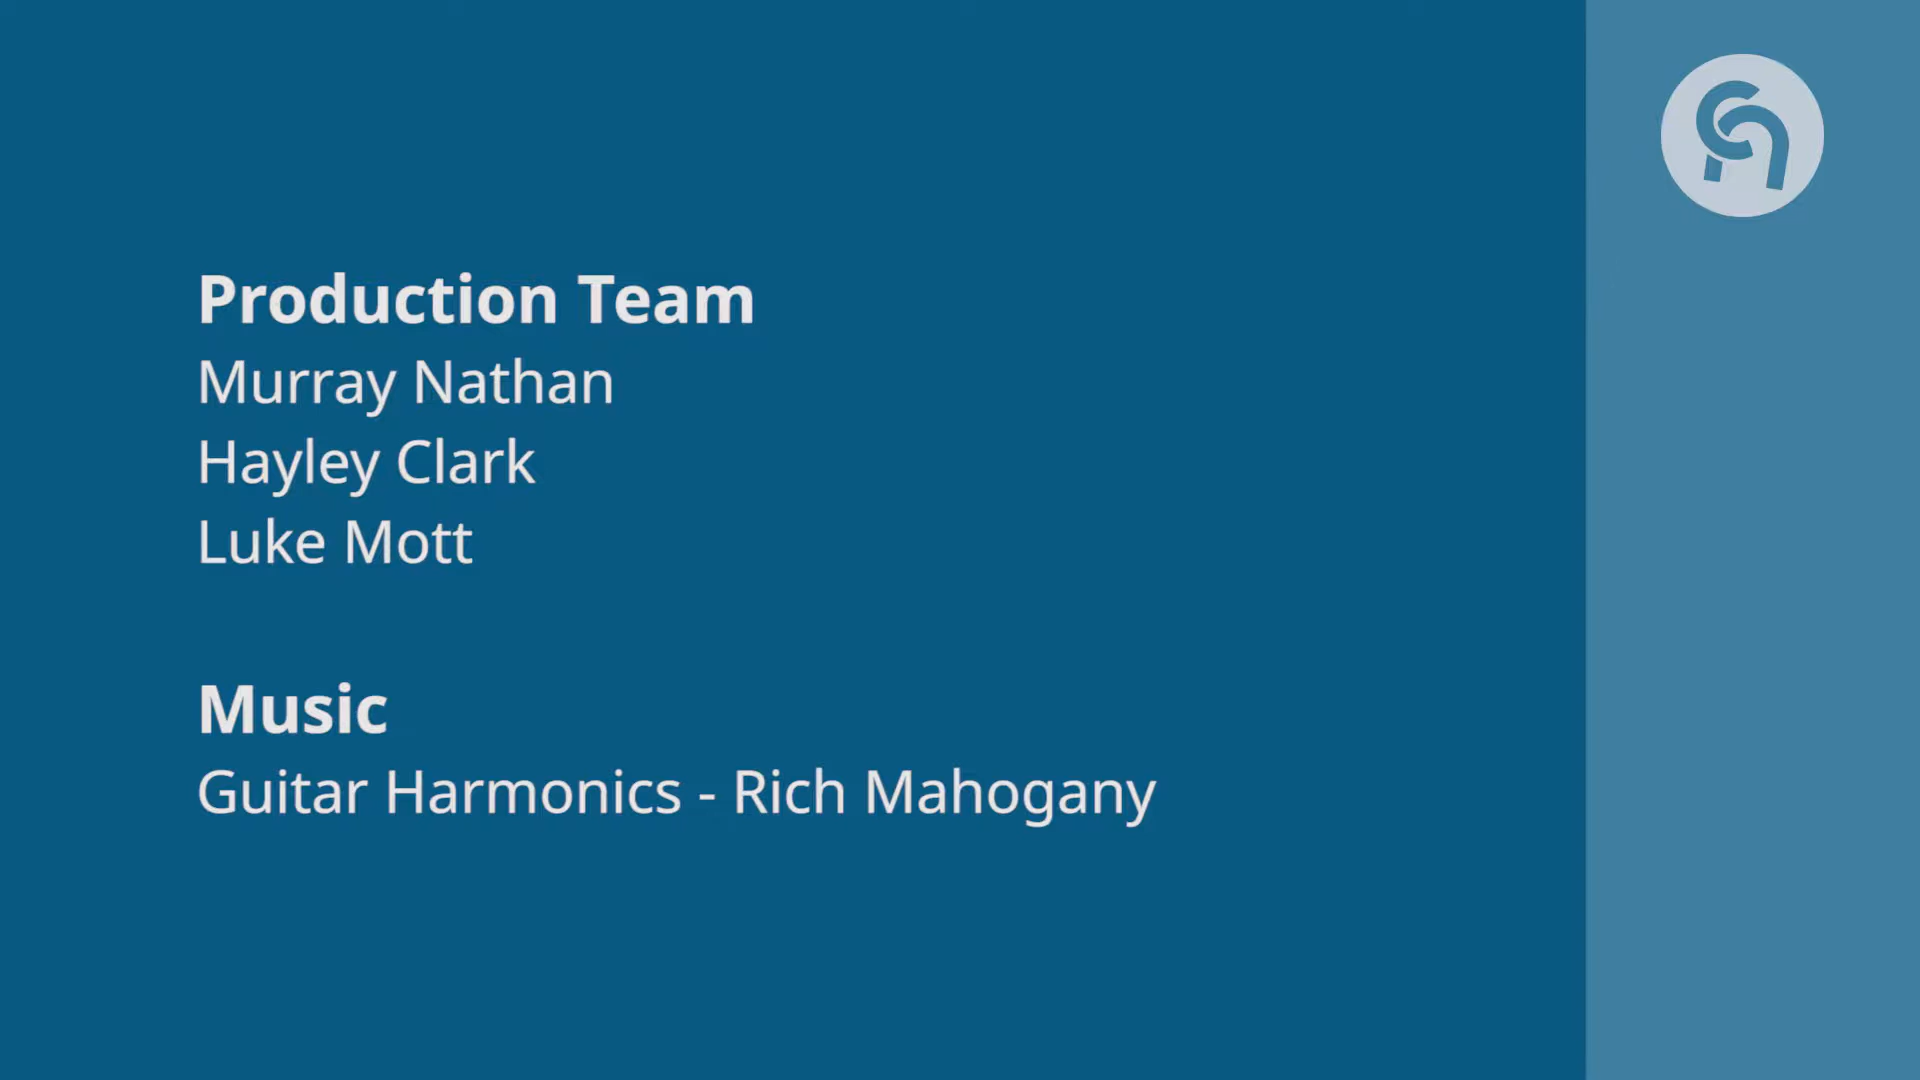 Production Team
Murray Nathan
Hayley Clark
Luke Mott
Music
Guitar Harmonics - Rich Mahogany